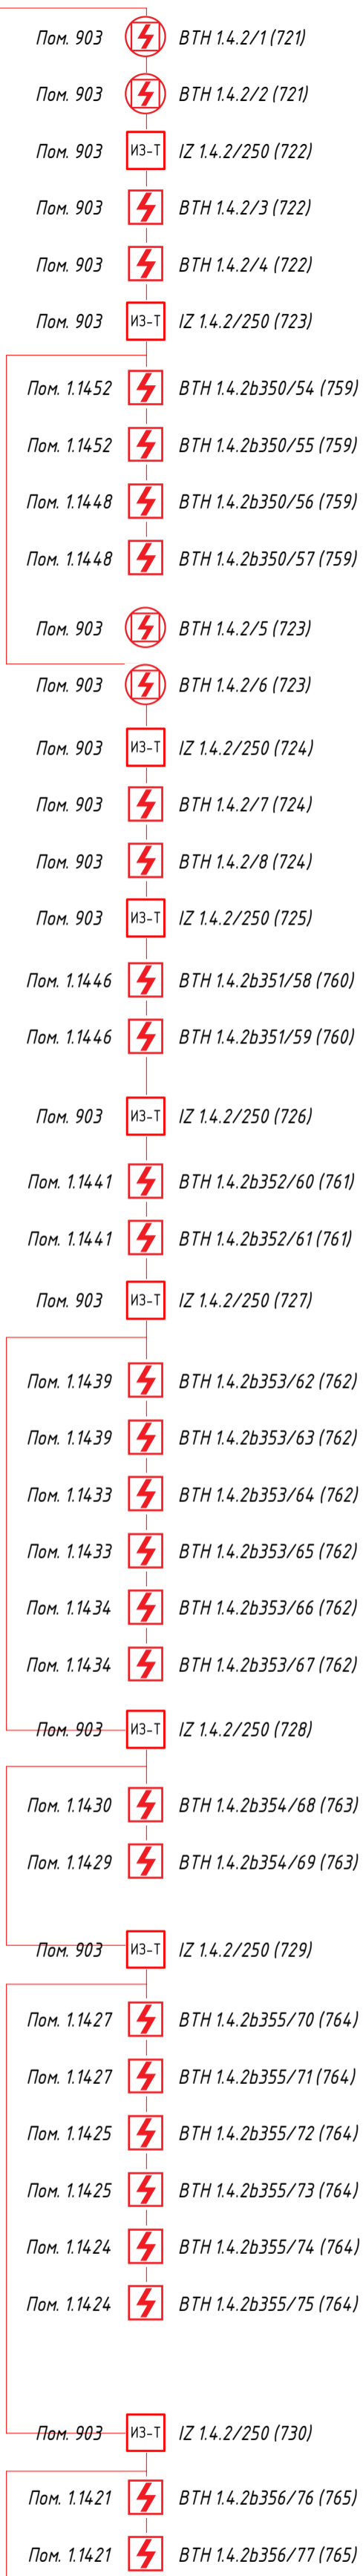 Пом. 903 BTH 1.4.2/1 (721)
Пом. 903 BTH 1.4.2/2 (721)
Пом. 903 ИЗ-Т IZ 1.4.2/250 (722)
Пом. 903 BTH 1.4.2/3 (722)
Пом. 903 BTH 1.4.2/4 (722)
Пом. 903 ИЗ-Т IZ 1.4.2/250 (723)
Пом. 1.1452 BTH 1.4.2b350/54 (759)
Пом. 1.1452 BTH 1.4.2b350/55 (759)
Пом. 1.1448 BTH 1.4.2b350/56 (759)
Пом. 1.1448 BTH 1.4.2b350/57 (759)
Пом. 903 BTH 1.4.2/5 (723)
Пом. 903 BTH 1.4.2/6 (723)
Пом. 903 ИЗ-Т IZ 1.4.2/250 (724)
Пом. 903 BTH 1.4.2/7 (724)
Пом. 903 BTH 1.4.2/8 (724)
Пом. 903 ИЗ-Т IZ 1.4.2/250 (725)
Пом. 1.1446 BTH 1.4.2b351/58 (760)
Пом. 1.1446 BTH 1.4.2b351/59 (760)
Пом. 903 ИЗ-Т IZ 1.4.2/250 (726)
Пом. 1.1441 BTH 1.4.2b352/60 (761)
Пом. 1.1441 BTH 1.4.2b352/61 (761)
Пом. 903 ИЗ-Т IZ 1.4.2/250 (727)
Пом. 1.1439 BTH 1.4.2b353/62 (762)
Пом. 1.1439 BTH 1.4.2b353/63 (762)
Пом. 1.1433 BTH 1.4.2b353/64 (762)
Пом. 1.1433 BTH 1.4.2b353/65 (762)
Пом. 1.1434 BTH 1.4.2b353/66 (762)
Пом. 1.1434 BTH 1.4.2b353/67 (762)
Пом. 903 ИЗ-Т IZ 1.4.2/250 (728)
Пом. 1.1430 BTH 1.4.2b354/68 (763)
Пом. 1.1429 BTH 1.4.2b354/69 (763)
Пом. 903 ИЗ-Т IZ 1.4.2/250 (729)
Пом. 1.1427 BTH 1.4.2b355/70 (764)
Пом. 1.1427 BTH 1.4.2b355/71 (764)
Пом. 1.1425 BTH 1.4.2b355/72 (764)
Пом. 1.1425 BTH 1.4.2b355/73 (764)
Пом. 1.1424 BTH 1.4.2b355/74 (764)
Пом. 1.1424 BTH 1.4.2b355/75 (764)
Пом. 903 ИЗ-Т IZ 1.4.2/250 (730)
Пом. 1.1421 BTH 1.4.2b356/76 (765)
Пом. 1.1421 BTH 1.4.2b356/77 (765)